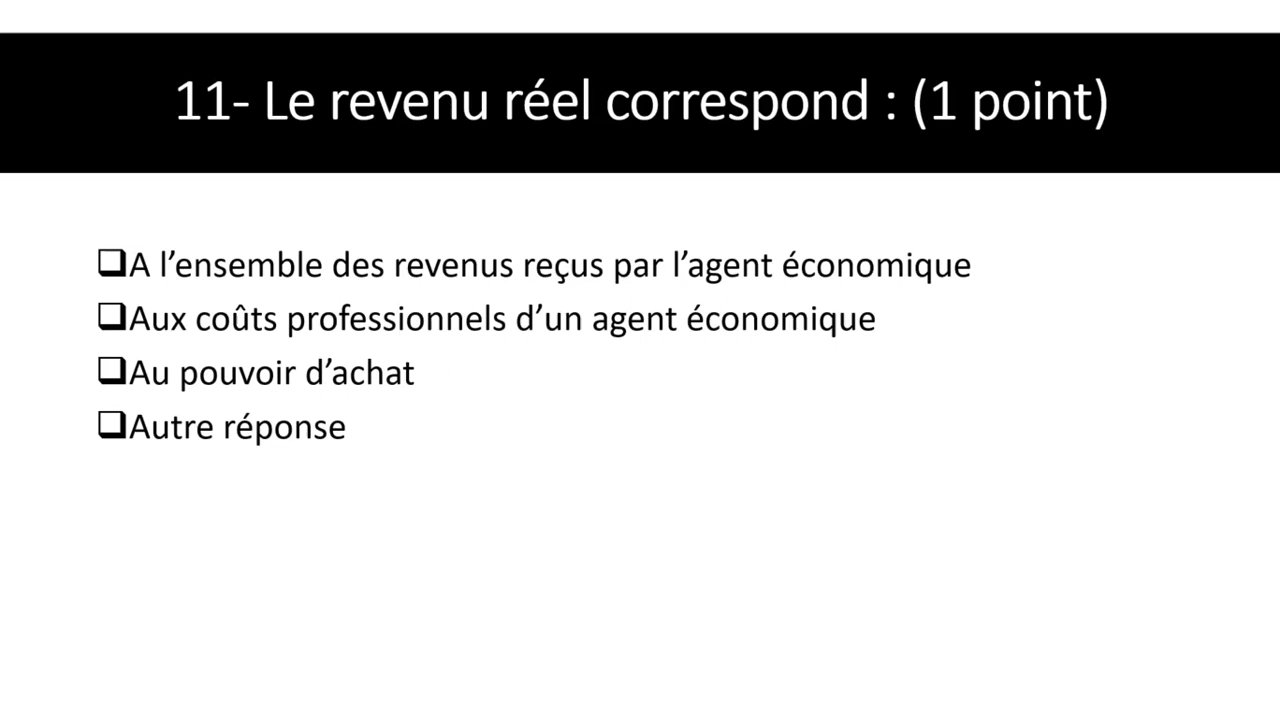 11- Le revenu réel correspond : (1 point)
❑A l’ensemble des revenus reçus par l’agent économique
❑Aux coûts professionnels d’un agent économique
❑Au pouvoir d’achat
❑Autre réponse